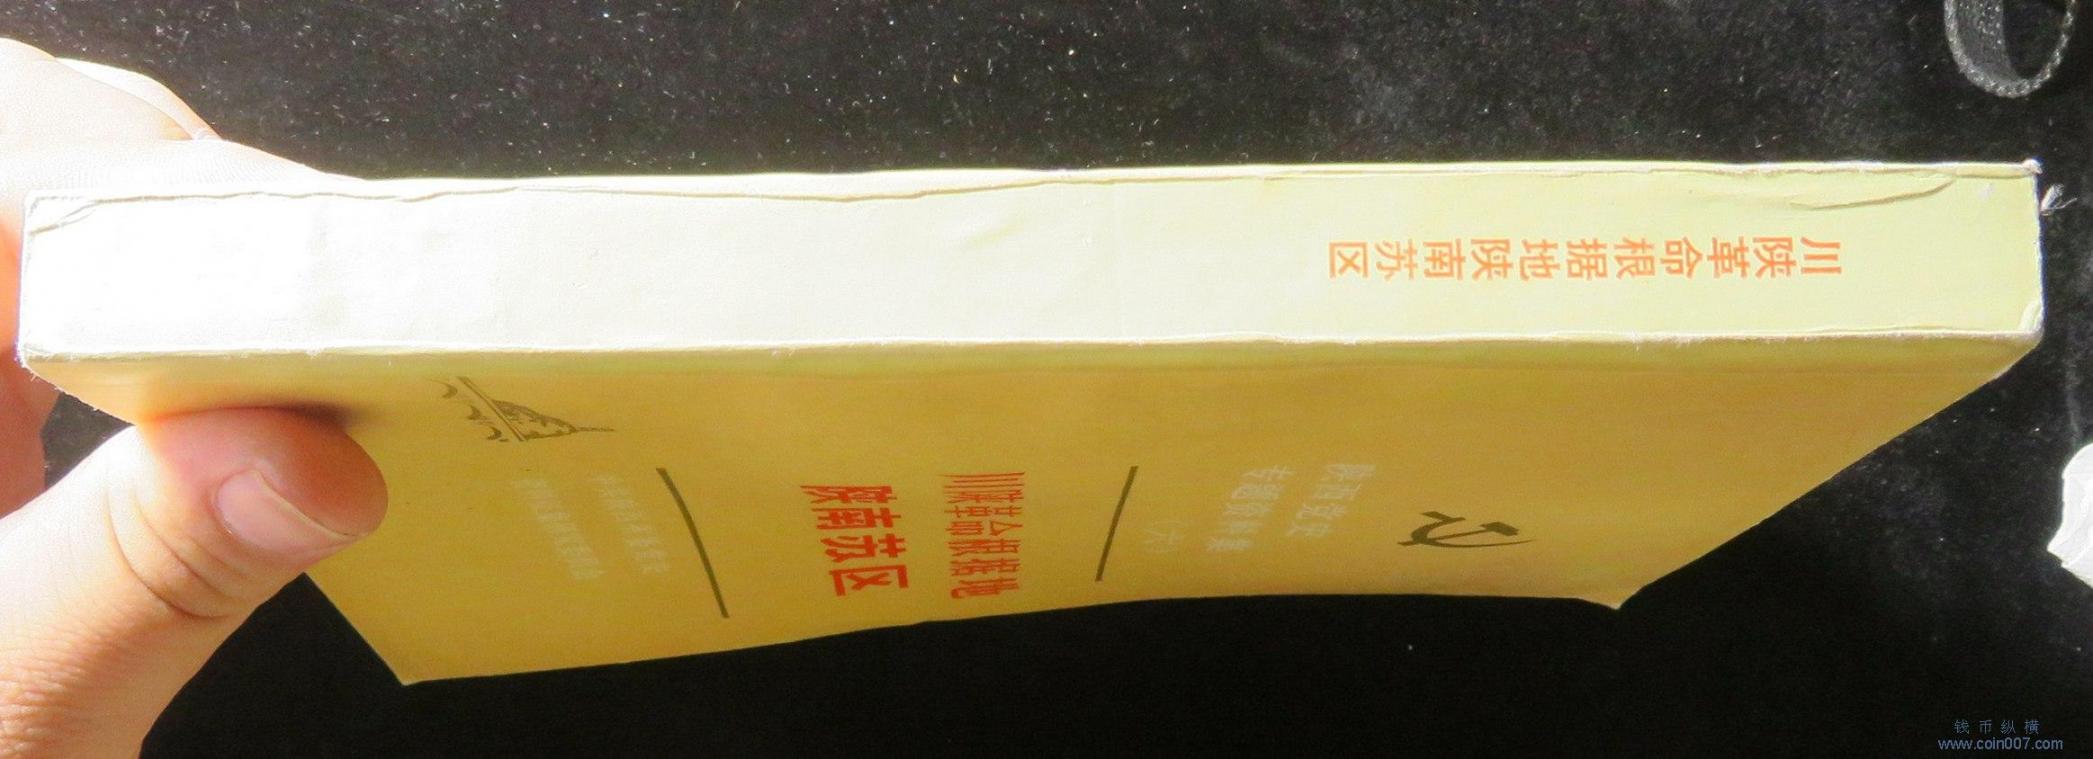 川陕革命根据地陕南苏区
陕西党史
专题资料集
（六）
川陕革命根据地
陕南苏区
钱币纵横
www.coin007.com